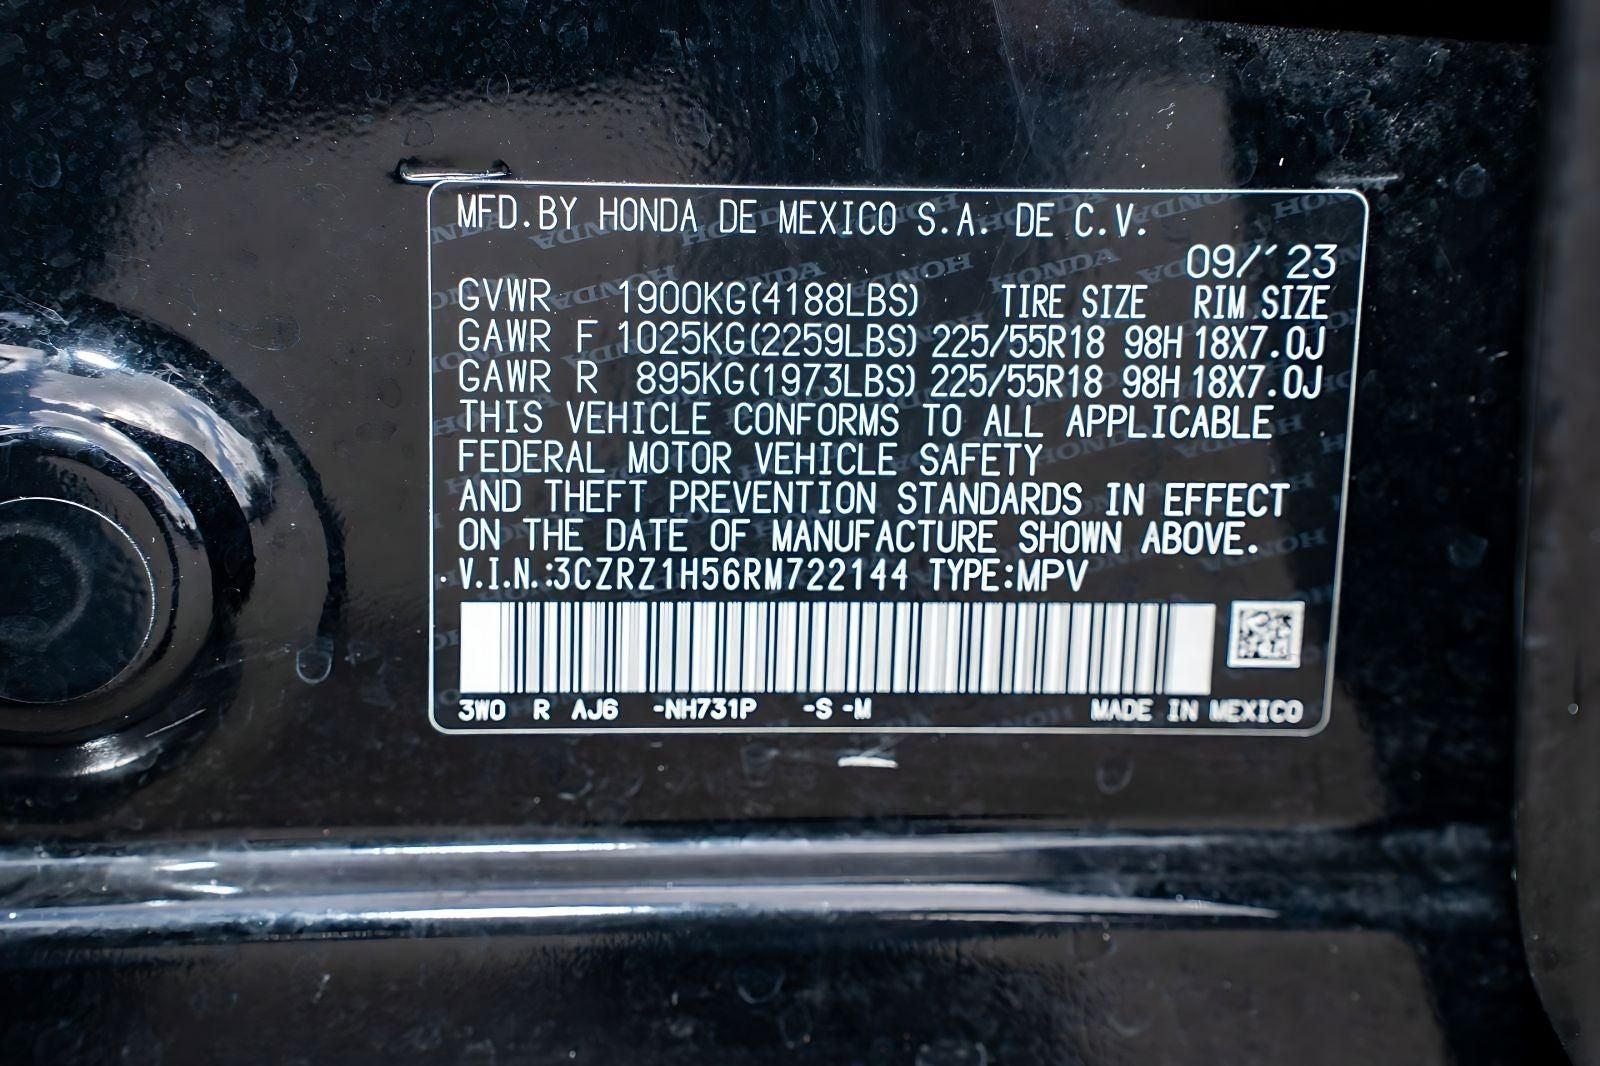 MFD.BY HONDA DE MEXICO S.A. DE C.V.
09/'23
GVWR 1900KG(4188LBS) TIRE SIZE RIM SIZE
GAWR F 1025KG(2259LBS) 225/55R18 98H 18X7.0J
GAWR R 895KG(1973LBS) 225/55R18 98H 18X7.0J
THIS VEHICLE CONFORMS TO ALL APPLICABLE
FEDERAL MOTOR VEHICLE SAFETY
AND THEFT PREVENTION STANDARDS IN EFFECT
ON THE DATE OF MANUFACTURE SHOWN ABOVE.
V.I.N.:3CZRZ1H56RM722144 TYPE:MPV
3W0 R AJ6 -NH731P -S -M MADE IN MEXICO